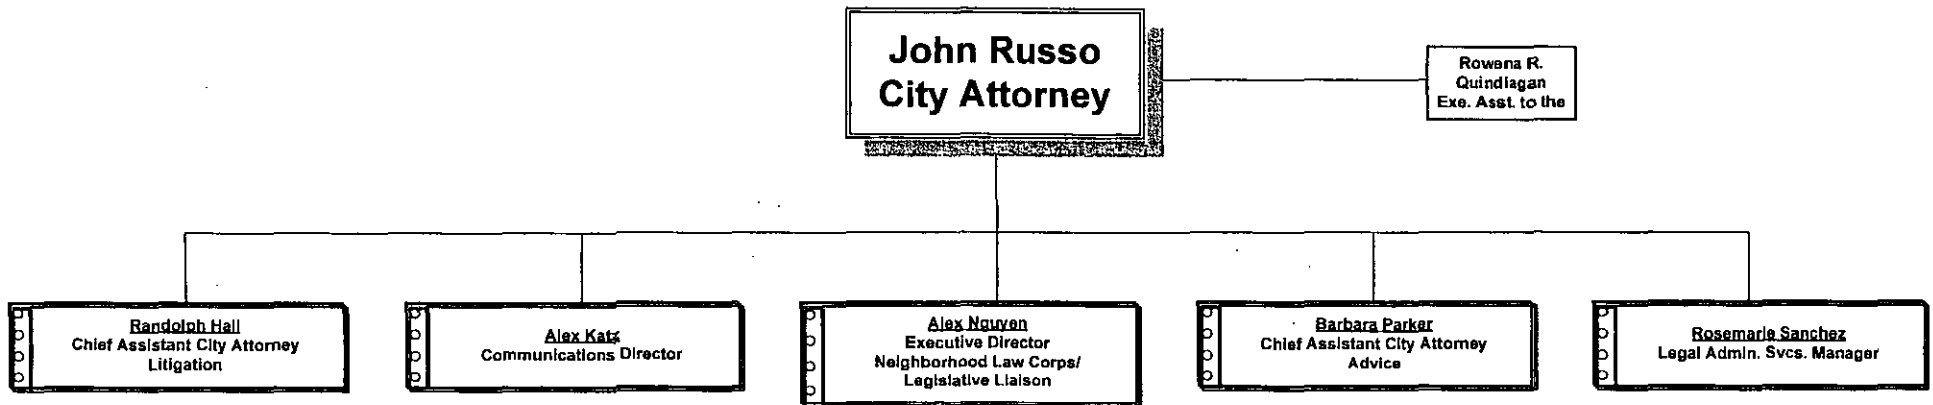 John Russo
City Attorney
Rowena R.
Quindiagan
Exe. Asst. to the
Randolph Hall
Chief Assistant City Attorney
Litigation
Alex Katz
Communications Director
Alex Nguyen
Executive Director
Neighborhood Law Corps/
Legislative Liaison
Barbara Parker
Chief Assistant City Attorney
Advice
Rosemarie Sanchez
Legal Admin. Svcs. Manager